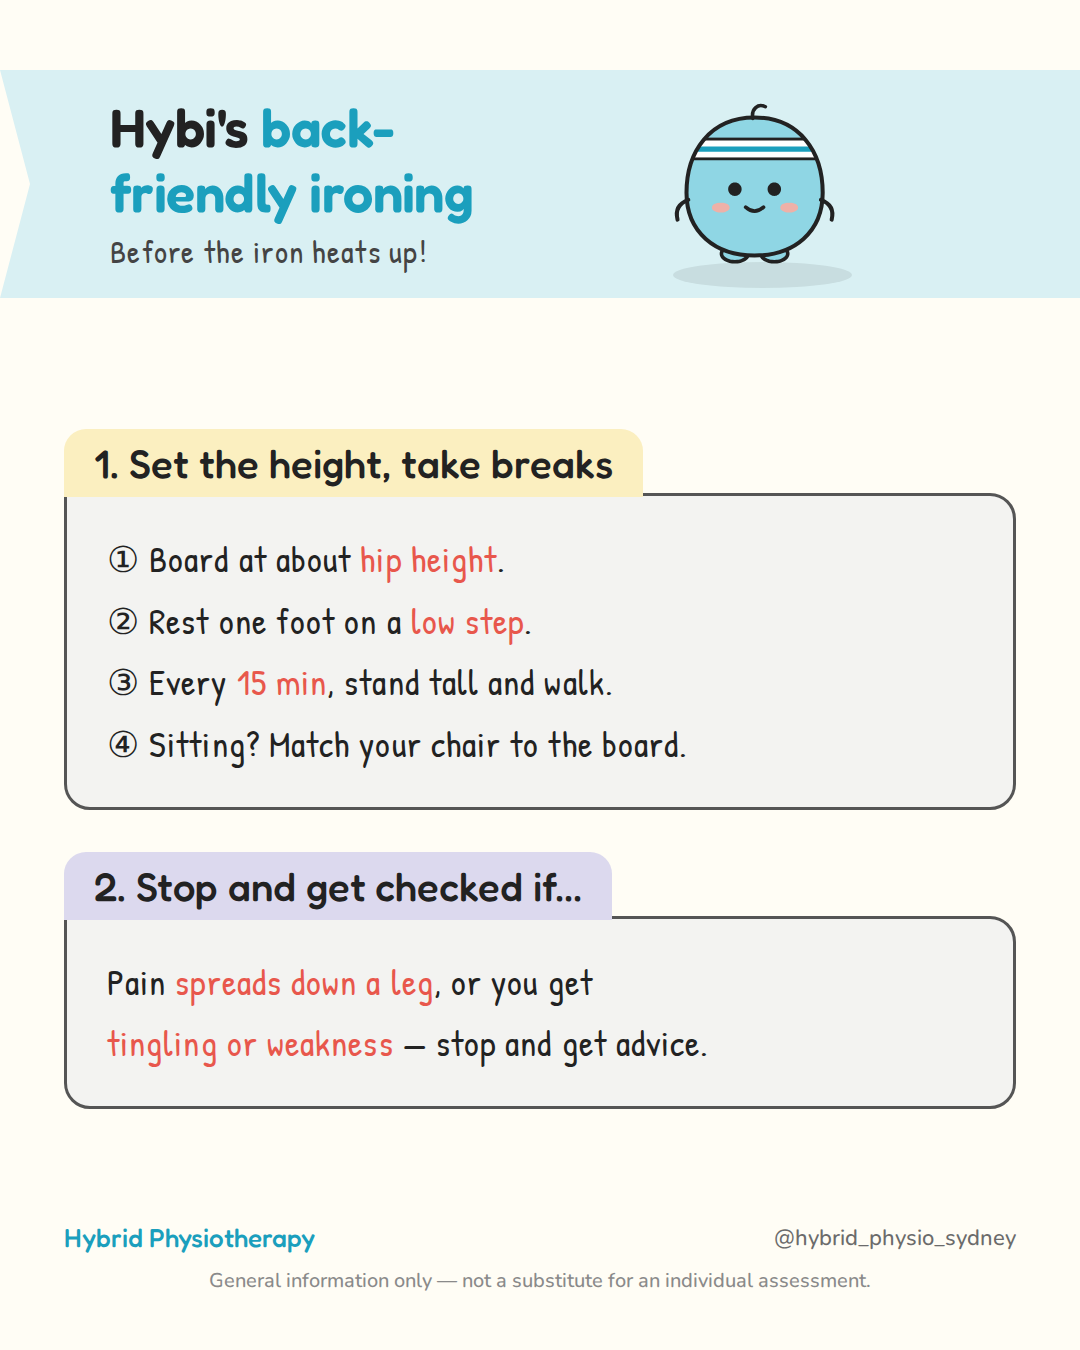 Hybi's back-
friendly ironing
Before the iron heats up!
1. Set the height, take breaks
① Board at about hip height.
② Rest one foot on a low step.
③ Every 15 min, stand tall and walk.
④ Sitting? Match your chair to the board.
2. Stop and get checked if...
Pain spreads down a leg, or you get
tingling or weakness — stop and get advice.
Hybrid Physiotherapy
@hybrid_physio_sydney
General information only — not a substitute for an individual assessment.